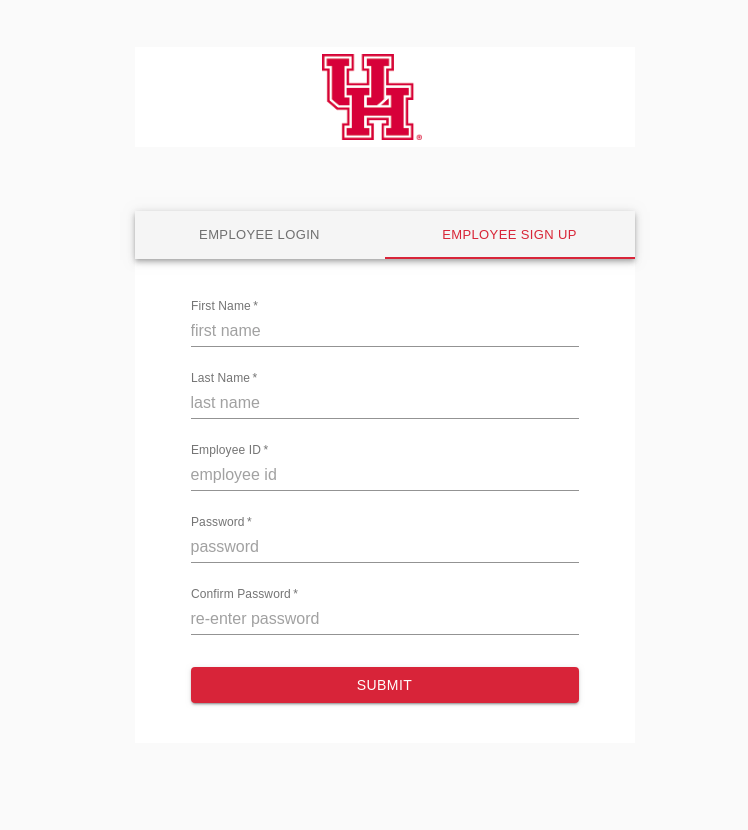 UH®
EMPLOYEE LOGIN
EMPLOYEE SIGN UP
First Name *
first name
Last Name *
last name
Employee ID *
employee id
Password *
password
Confirm Password *
re-enter password
SUBMIT